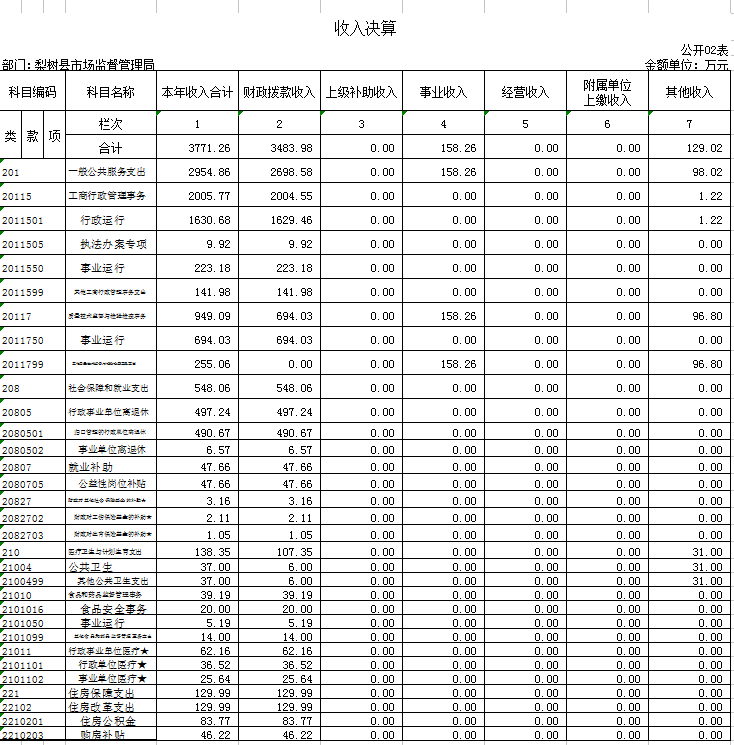 收入决算
公开02表
部门：梨树县市场监督管理局 金额单位：万元
科目编码 科目名称 本年收入合计 财政拨款收入 上级补助收入 事业收入 经营收入 附属单位上缴收入 其他收入
类 款 项 栏次 1 2 3 4 5 6 7
合计 3771.26 3483.98 0.00 158.26 0.00 0.00 129.02
201 一般公共服务支出 2954.86 2698.58 0.00 158.26 0.00 0.00 98.02
20115 工商行政管理事务 2005.77 2004.55 0.00 0.00 0.00 0.00 1.22
2011501 行政运行 1630.68 1629.46 0.00 0.00 0.00 0.00 1.22
2011505 执法办案专项 9.92 9.92 0.00 0.00 0.00 0.00 0.00
2011550 事业运行 223.18 223.18 0.00 0.00 0.00 0.00 0.00
2011599 其他工商行政管理事务支出 141.98 141.98 0.00 0.00 0.00 0.00 0.00
20117 质量技术监督与检验检疫事务 949.09 694.03 0.00 158.26 0.00 0.00 96.80
2011750 事业运行 694.03 694.03 0.00 0.00 0.00 0.00 0.00
2011799 255.06 0.00 0.00 158.26 0.00 0.00 96.80
208 社会保障和就业支出 548.06 548.06 0.00 0.00 0.00 0.00 0.00
20805 行政事业单位离退休 497.24 497.24 0.00 0.00 0.00 0.00 0.00
2080501 归口管理的行政单位离退休 490.67 490.67 0.00 0.00 0.00 0.00 0.00
2080502 事业单位离退休 6.57 6.57 0.00 0.00 0.00 0.00 0.00
20807 就业补助 47.66 47.66 0.00 0.00 0.00 0.00 0.00
2080705 公益性岗位补贴 47.66 47.66 0.00 0.00 0.00 0.00 0.00
20827 3.16 3.16 0.00 0.00 0.00 0.00 0.00
2082702 财政对工伤保险基金的补助★ 2.11 2.11 0.00 0.00 0.00 0.00 0.00
2082703 财政对生育保险基金的补助★ 1.05 1.05 0.00 0.00 0.00 0.00 0.00
210 医疗卫生与计划生育支出 138.35 107.35 0.00 0.00 0.00 0.00 31.00
21004 公共卫生 37.00 6.00 0.00 0.00 0.00 0.00 31.00
2100499 其他公共卫生支出 37.00 6.00 0.00 0.00 0.00 0.00 31.00
21010 食品和药品监督管理事务 39.19 39.19 0.00 0.00 0.00 0.00 0.00
2101016 食品安全事务 20.00 20.00 0.00 0.00 0.00 0.00 0.00
2101050 事业运行 5.19 5.19 0.00 0.00 0.00 0.00 0.00
2101099 14.00 14.00 0.00 0.00 0.00 0.00 0.00
21011 行政事业单位医疗★ 62.16 62.16 0.00 0.00 0.00 0.00 0.00
2101101 行政单位医疗★ 36.52 36.52 0.00 0.00 0.00 0.00 0.00
2101102 事业单位医疗★ 25.64 25.64 0.00 0.00 0.00 0.00 0.00
221 住房保障支出 129.99 129.99 0.00 0.00 0.00 0.00 0.00
22102 住房改革支出 129.99 129.99 0.00 0.00 0.00 0.00 0.00
2210201 住房公积金 83.77 83.77 0.00 0.00 0.00 0.00 0.00
2210203 购房补贴 46.22 46.22 0.00 0.00 0.00 0.00 0.00